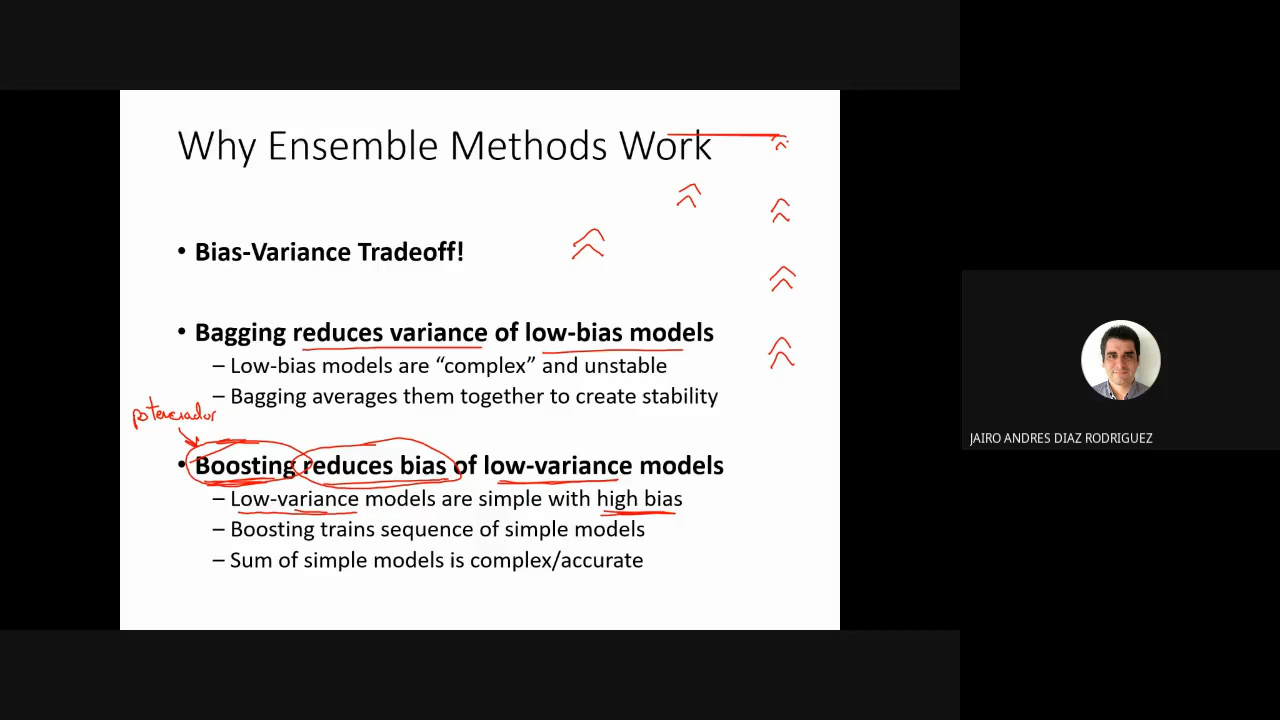 Why Ensemble Methods Work
• Bias-Variance Tradeoff!
• Bagging reduces variance of low-bias models
– Low-bias models are “complex” and unstable
– Bagging averages them together to create stability
potenciador
• Boosting reduces bias of low-variance models
– Low-variance models are simple with high bias
– Boosting trains sequence of simple models
– Sum of simple models is complex/accurate
JAIRO ANDRES DIAZ RODRIGUEZ